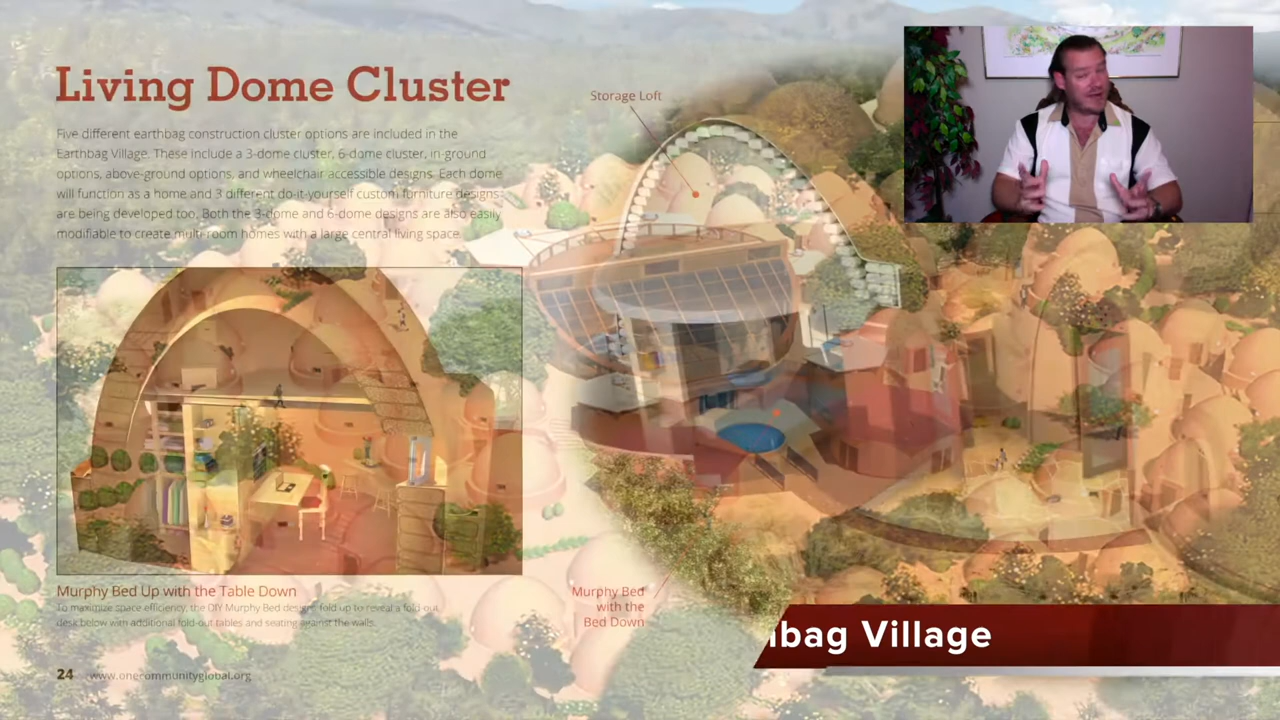 Living Dome Cluster
Five different earthbag construction cluster options are included in the
Earthbag Village. These include a 3-dome cluster, 6-dome cluster, in-ground
options, above-ground options, and wheelchair accessible designs. Each dome
will function as a home and 3 different do-it-yourself custom furniture designs
are being developed too. Both the 3-dome and 6-dome designs are also easily
modifiable to create multi-room homes with a large central living space.
Storage Loft
Murphy Bed Up with the Table Down
To maximize space efficiency, the DIY Murphy Bed designs fold up to reveal a fold-out
desk below with additional fold-out tables and seating against the walls.
Murphy Bed
with the
Bed Down
bag Village
24 www.onecommunityglobal.org